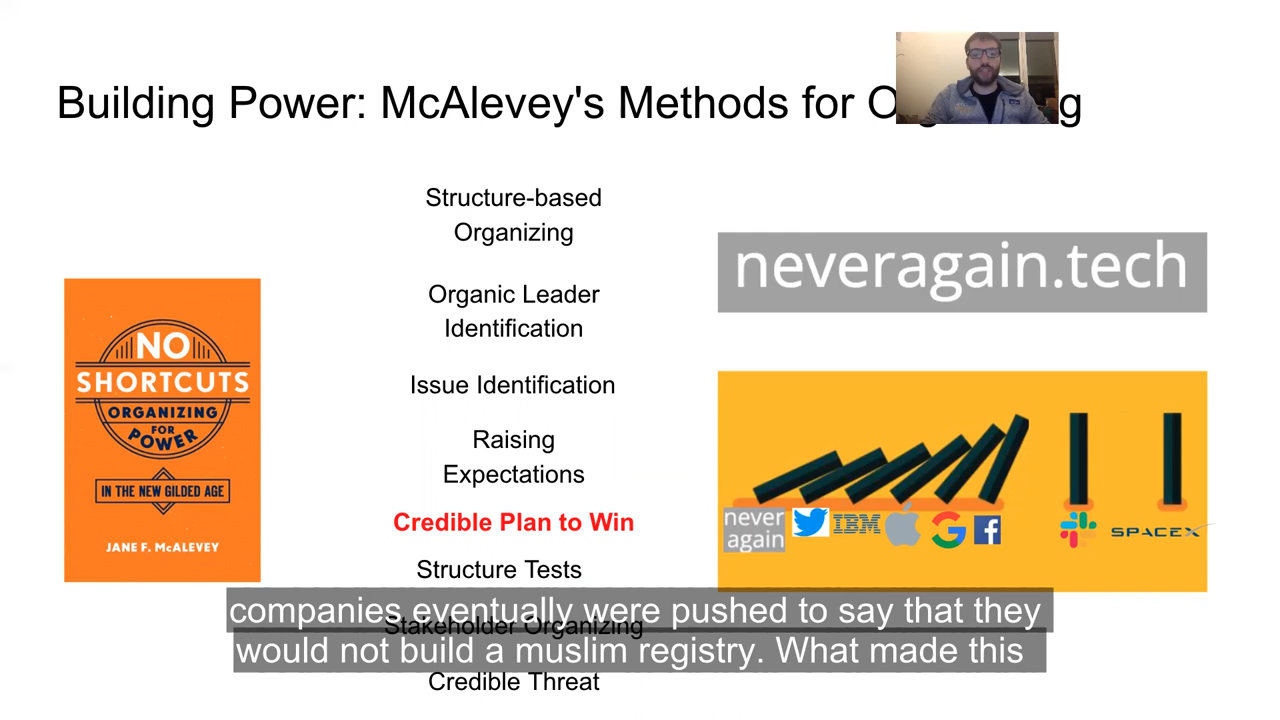 Building Power: McAlevey's Methods for
Structure-based
Organizing
Organic Leader
Identification
Issue Identification
Raising
Expectations
Credible Plan to Win
Structure Tests
Stakeholder Organizing
Credible Threat
NO
SHORTCUTS
ORGANIZING
FOR
POWER
IN THE NEW GILDED AGE
JANE F. McALEVEY
neveragain.tech
never
again
IBM
SPACEX
companies eventually were pushed to say that they
would not build a muslim registry. What made this